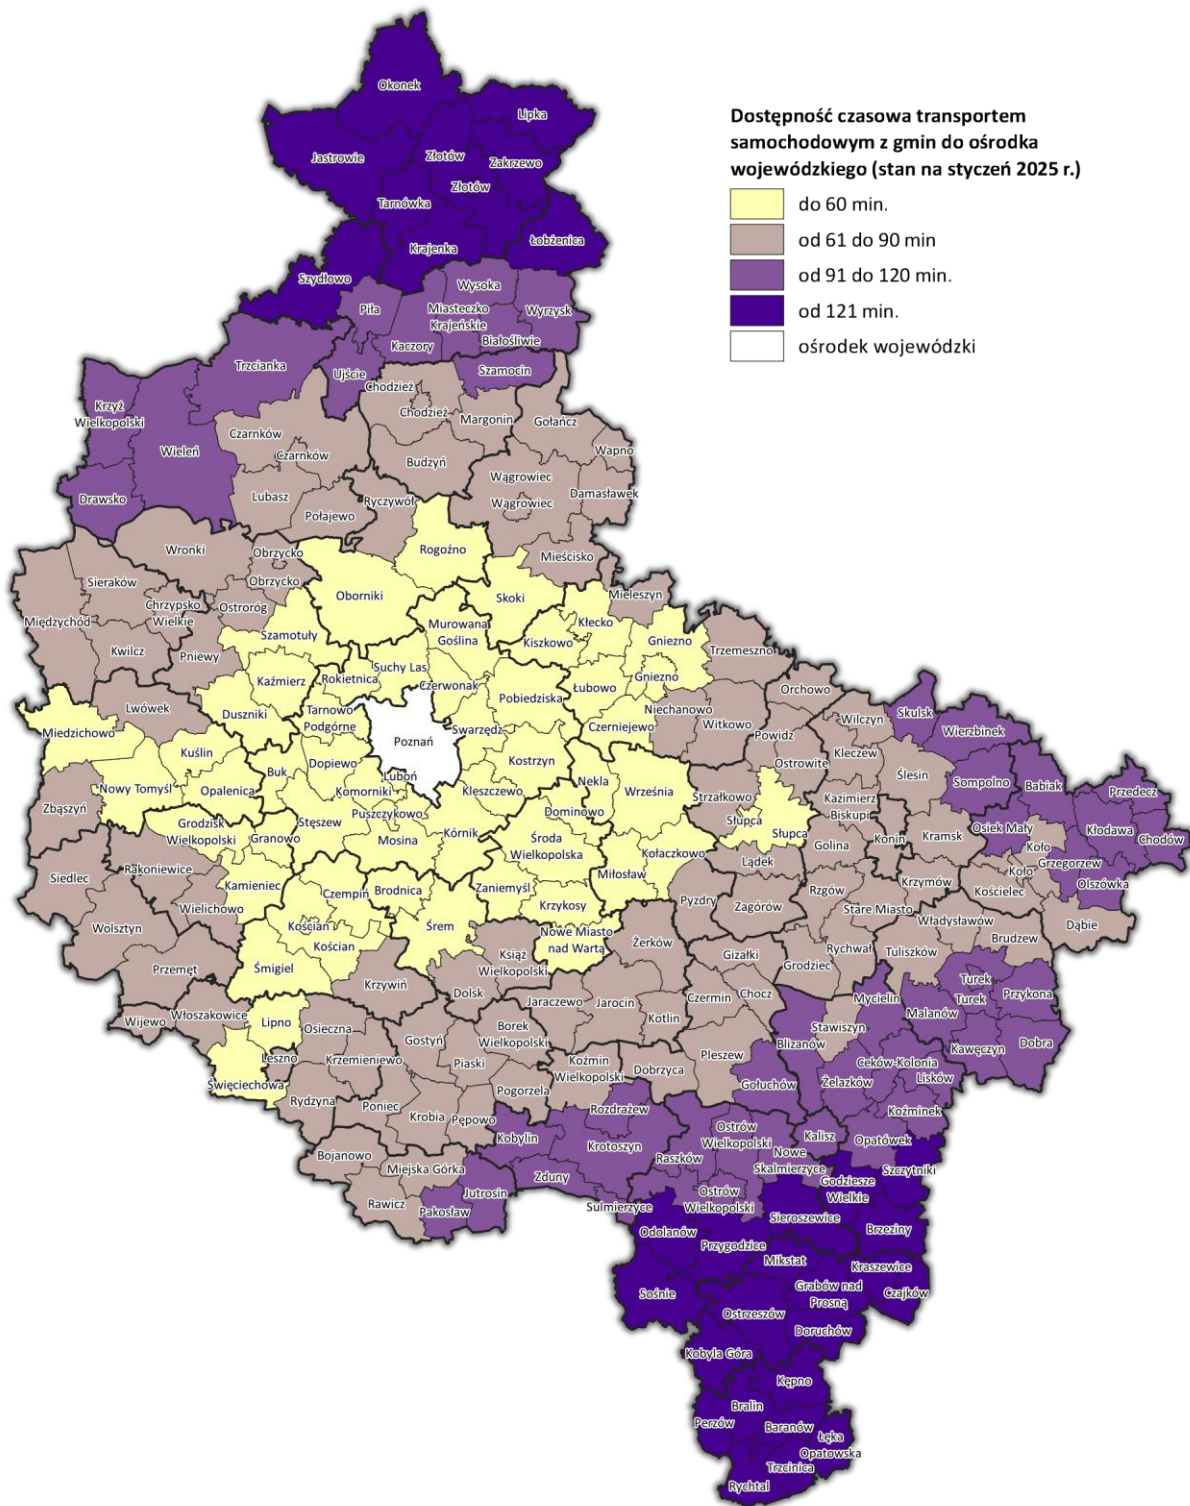 Dostępność czasowa transportem
samochodowym z gmin do ośrodka
wojewódzkiego (stan na styczeń 2025 r.)
do 60 min.
od 61 do 90 min
od 91 do 120 min.
od 121 min.
ośrodek wojewódzki
Okonek
Lipka
Jastrowie
Złotów
Zakrzewo
Złotów
Tarnówka
Krajenka
Łobżenica
Szydłowo
Wysoka
Piła
Miasteczko
Krajeńskie
Wyrzysk
Kaczory
Białośliwie
Trzcianka
Ujście
Szamocin
Chodzież
Chodzież
Margonin
Gołańcz
Krzyż
Wielkopolski
Wieleń
Czarnków
Czarnków
Budzyń
Wapno
Wągrowiec
Wągrowiec
Damasławek
Drawsko
Lubasz
Połajewo
Ryczywół
Rogoźno
Mieścisko
Wronki
Obrzycko
Obrzycko
Sieraków
Chrzypsko
Wielkie
Ostroróg
Oborniki
Skoki
Mieleszyn
Międzychód
Kwilcz
Pniewy
Szamotuły
Murowana
Goślina
Kłecko
Kiszkowo
Gniezno
Gniezno
Trzemeszno
Kaźmierz
Rokietnica
Suchy Las
Czerwonak
Pobiedziska
Łubowo
Orchowo
Lwówek
Duszniki
Tarnowo
Podgórne
Poznań
Swarzędz
Czerniejewo
Niechanowo
Witkowo
Wilczyn
Skulsk
Miedzichowo
Powidz
Kleczew
Wierzbinek
Kuślin
Buk
Dopiewo
Luboń
Kostrzyn
Nekla
Ostrowite
Ślesin
Sompolno
Babiak
Przedecz
Nowy Tomyśl
Opalenica
Komorniki
Kleszczewo
Września
Strzałkowo
Kazimierz
Biskupi
Zbąszyń
Grodzisk
Wielkopolski
Granowo
Stęszew
Puszczykowo
Mosina
Kórnik
Dominowo
Środa
Wielkopolska
Kołaczkowo
Słupca
Słupca
Golina
Konin
Kramsk
Osiek Mały
Koło
Koło
Kłodawa
Chodów
Grzegorzew
Olszówka
Siedlec
Rakoniewice
Kamieniec
Wielichowo
Czempiń
Brodnica
Zaniemyśl
Miłosław
Krzykosy
Lądek
Pyzdry
Zagórów
Rzgów
Krzymów
Kościelec
Stare Miasto
Władysławów
Dąbie
Wolsztyn
Kościan
Kościan
Śrem
Nowe Miasto
nad Wartą
Żerków
Gizałki
Rychwał
Tuliszków
Brudzew
Przemęt
Śmigiel
Książ
Wielkopolski
Krzywiń
Dolsk
Grodziec
Turek
Turek
Przykona
Wijewo
Włoszakowice
Lipno
Osieczna
Jaraczewo
Jarocin
Czermin
Chocz
Mycielin
Malanów
Stawiszyn
Blizanów
Kawęczyn
Dobra
Leszno
Krzemieniewo
Gostyń
Borek
Wielkopolski
Kotlin
Pleszew
Święciechowa
Piaski
Koźmin
Wielkopolski
Dobrzyca
Gołuchów
Ceków-Kolonia
Żelazków
Lisków
Rydzyna
Poniec
Krobia
Pępowo
Pogorzela
Rozdrażew
Koźminek
Bojanowo
Kobylin
Krotoszyn
Ostrów
Wielkopolski
Raszków
Kalisz
Opatówek
Miejska Górka
Jutrosin
Zduny
Nowe
Skalmierzyce
Szczytniki
Rawicz
Pakosław
Sulmierzyce
Ostrów
Wielkopolski
Godziesze
Wielkie
Sieroszewice
Brzeziny
Odolanów
Przygodzice
Mikstat
Kraszewice
Sośnie
Grabów nad
Prosną
Czajków
Ostrzeszów
Doruchów
Kobyla Góra
Kępno
Bralin
Perzów
Baranów
Łęka
Opatowska
Trzcinica
Rychtal